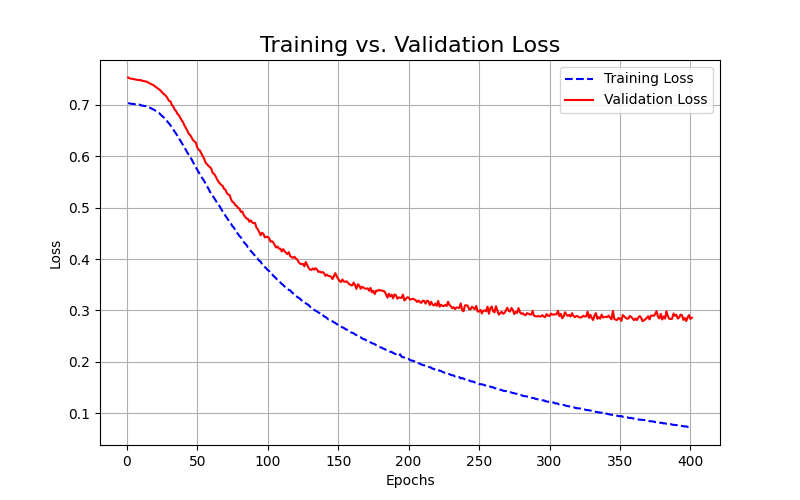 Training vs. Validation Loss
Training Loss
Validation Loss
Loss
0.7
0.6
0.5
0.4
0.3
0.2
0.1
0 50 100 150 200 250 300 350 400
Epochs